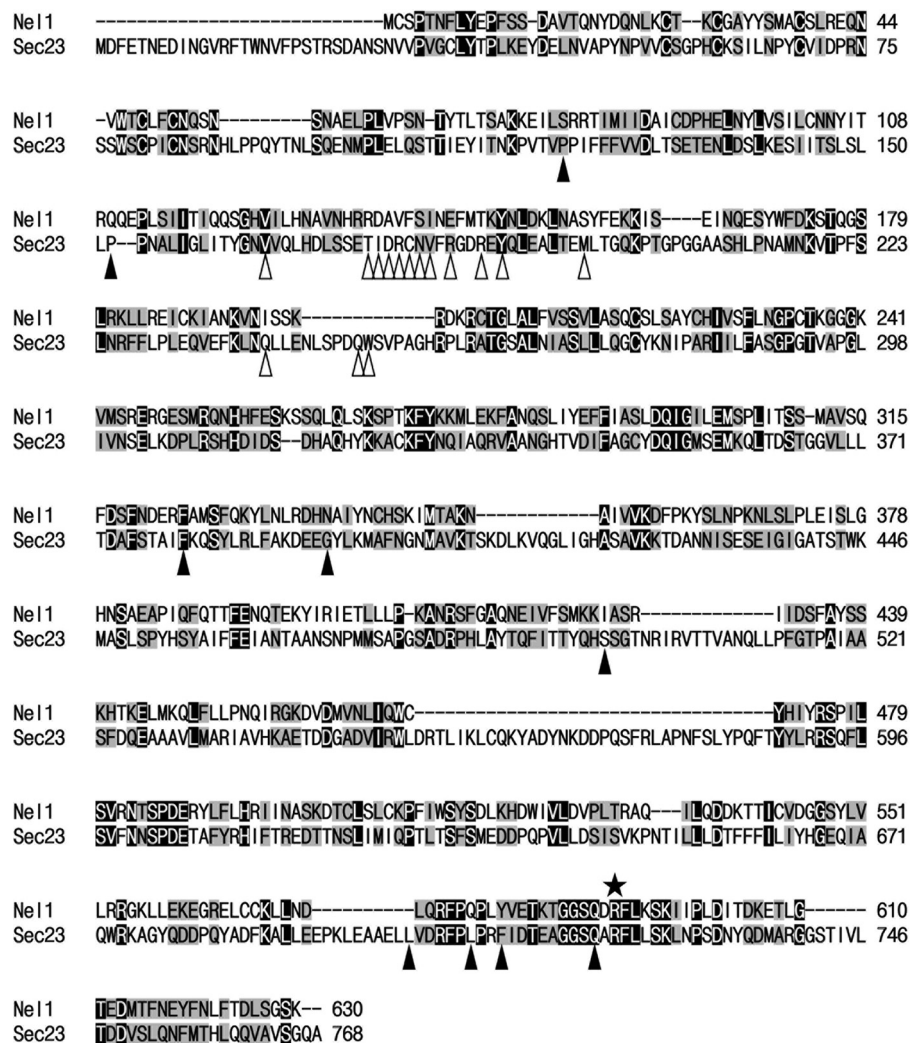 Nel1 ---------------------------MCSPTNFLYEPFSS-DAVTQNYDQNLKCT--KCGAYYSMACSLREQN 44
Sec23 MDFETNEDINGVRFTWNVFPSTRSDANSNVVPVGCLYTPLKEYDELNVAPYNPVVCSGPHCKSILNPYCVIDPRN 75
Nel1 -VWTCLFCNQSN---------SNAELPLVPSN-TYTLTSAKKEILSRRTIMIIDAICDPHELNYLVSILCNNYIT 108
Sec23 SSWSCPICNSRNHLPPQYTNLSQENMPLELQSTTIEYITNKPVTVPPIFFFVVDLTSETENLDSLKESIITSLSL 150
Nel1 RQQEPLSIITIQQSGHVILHNAVNHRRDAVFSINEFMTKYNLDKLNASYFEKKIS----EINQESYWFDKSTQGS 179
Sec23 LP--PNALIGLITYGNVVQLHDLSSETIDRCNVFRGDREYQLEALTEMLTGQKPTGPGGAASHLPNAMNKVTPFS 223
Nel1 LRKLLREICKIANKVNISSK------------RDKRCTGLALFVSSVLASQCSLSAYCHIVSFLNGPCTKGGGK 241
Sec23 LNRFFLPLEQVEFKLNQLLENLSPDQWSVPAGHRPLRATGSALNIASLLLQGCYKNIPARIILFASGPGTVAPGL 298
Nel1 VMSRERGESMRQNHHFESKSSQLQLSKSPTKFYKKMLEKFANQSLIYEFFIASLDQIGILEMSPLITSS-MAVSQ 315
Sec23 IVNSELKDPLRSHHDIDS--DHAQHYKKACKFYNQIAQRVAANGHTVDIFAGCYDQIGMSEMKQLTDSTGGVLLL 371
Nel1 FDSFNDERFAMSFQKYLNLRDHNAIYNCHSKIMTAKN------------AIVVKDFPKYSLNPKNLSLPLEISLG 378
Sec23 TDAFSTAIFKQSYLRLFAKDEEGYLKMAFNGNMAVKTSKDLKVQGLIGHASAVKKTDANNISESEIGIGATSTWK 446
Nel1 HNSAEAPIQFQTTFENQTEKYIRIETLLLP-KANRSFGAQNEIVFSMKKIASR-------------IIDSFAYSS 439
Sec23 MASLSPYHSYAIFFEIANTAANSNPMMSAPGSADRPHLAYTQFITTYQHSSGTNRIRVTTVANQLLPFGTPAIAA 521
Nel1 KHTKELMKQLFLLPNQIRGKDVDMVNLIQWC-----------------------------------YHIYRSPIL 479
Sec23 SFDQEAAAVLMARIAVHKAETDDGADVIRWLDRTLIKLCQKYADYNKDDPQSFRLAPNFSLYPQFTYYLRRSQFL 596
Nel1 SVRNTSPDERYLFLHRIINASKDTCLSLCKPFIWSYSDLKHDWIVLDVPLTRAQ---ILQDDKTTICVDGGSYLV 551
Sec23 SVFNNSPDETAFYRHIFTREDTTNSLIMIQPTLTSFSMEDDPQPVLLDSISVKPNTILLLDTFFFILIYHGEQIA 671
★
Nel1 LRRGKLLEKEGRELCCKLLND----------LQRFPQPLYVETKTGGSQDRFLKSKIIPLDITDKETLG------ 610
Sec23 QWRKAGYQDDPQYADFKALLEEPKLEAAELLVDRFPLPRFIDTEAGGSQARFLLSKLNPSDNYQDMARGGSTIVL 746
Nel1 TEDMTFNEYFNLFTDLSGSK-- 630
Sec23 TDDVSLQNFMTHLQQVAVSGQA 768